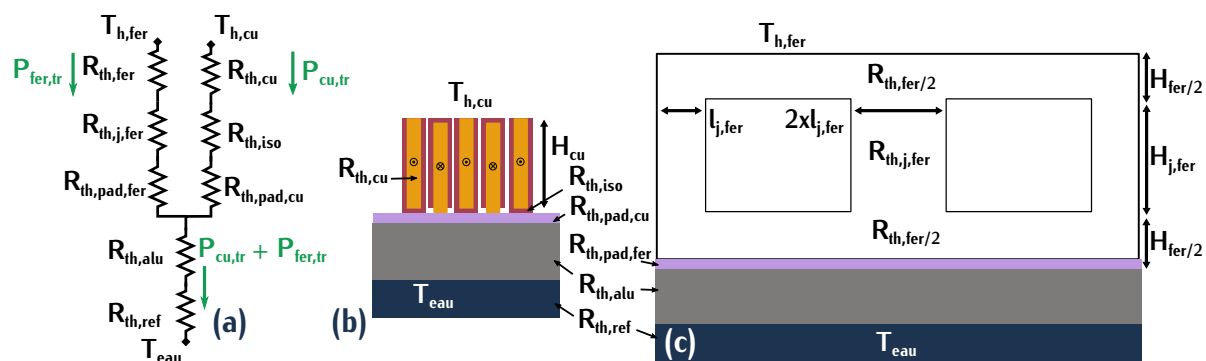 T_h,fer
T_h,cu
P_fer,tr
R_th,fer
R_th,cu
P_cu,tr
R_th,j,fer
R_th,iso
R_th,pad,fer
R_th,pad,cu
R_th,alu
P_cu,tr + P_fer,tr
R_th,ref
(a)
T_eau
T_h,cu
H_cu
R_th,cu
R_th,iso
R_th,pad,cu
R_th,pad,fer
R_th,alu
T_eau
R_th,ref
(b)
T_h,fer
R_th,fer/2
H_fer/2
l_j,fer
2xl_j,fer
R_th,j,fer
H_j,fer
R_th,fer/2
H_fer/2
(c)
T_eau